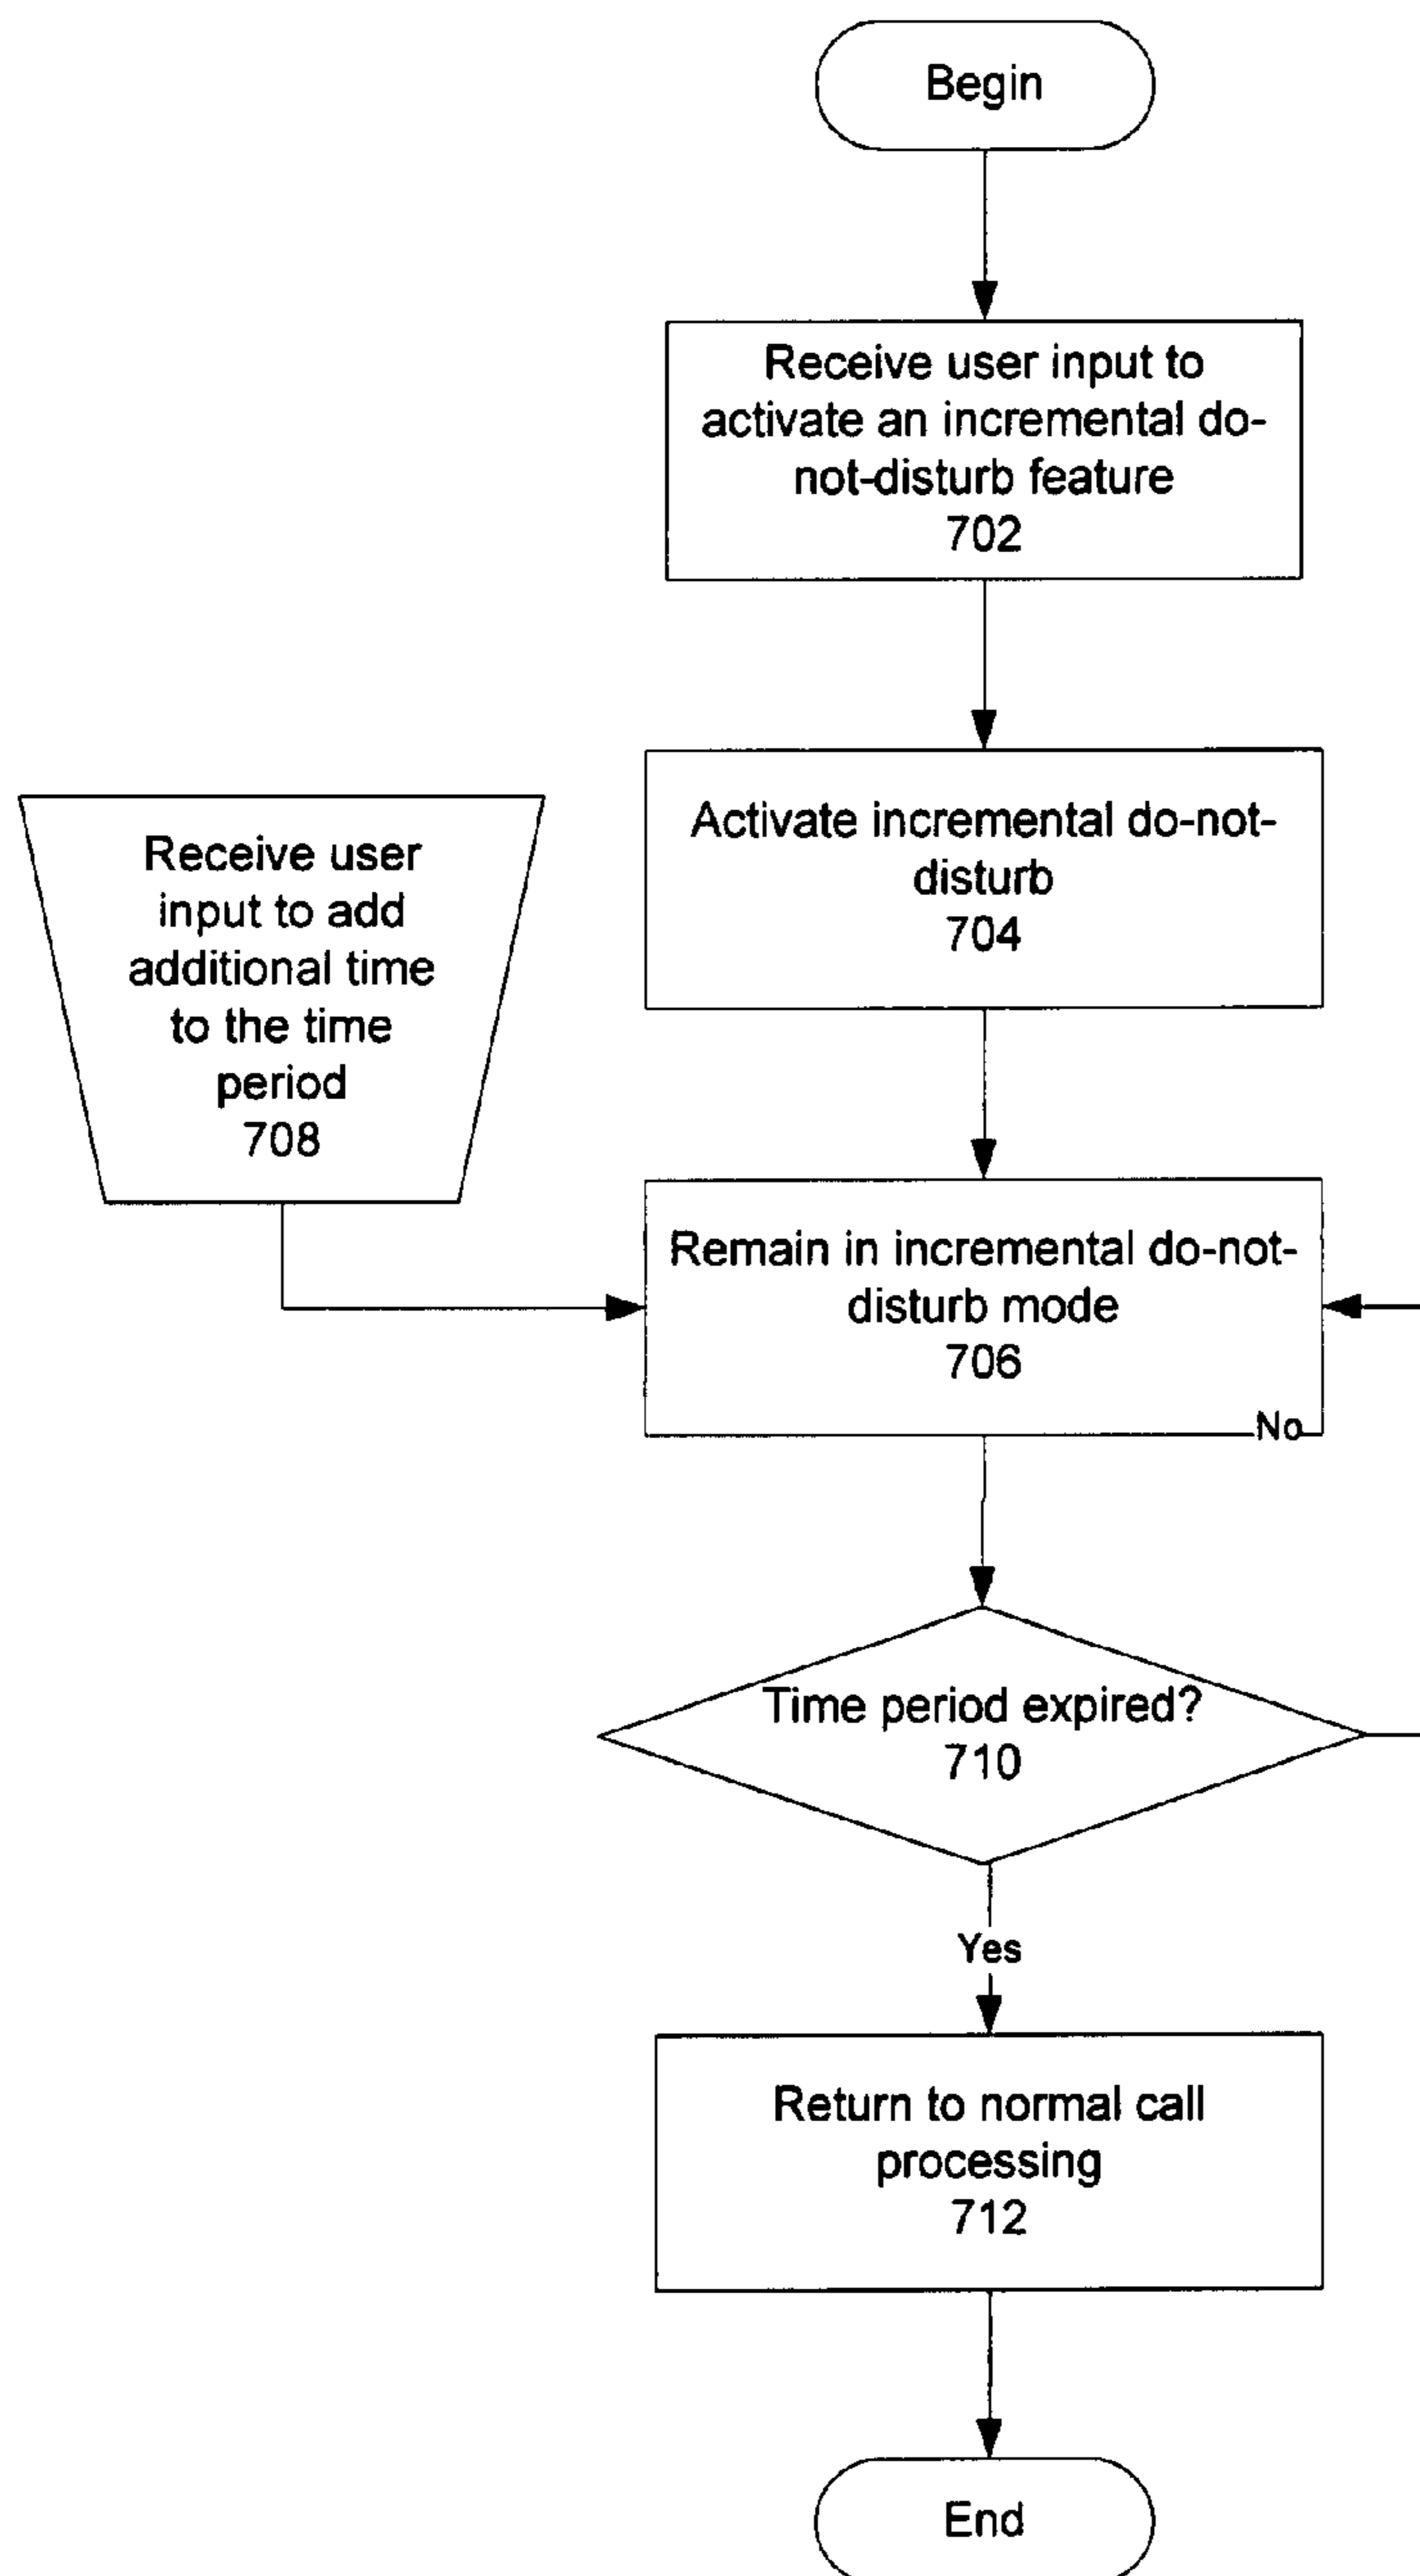 Begin
Receive user input to
activate an incremental do-
not-disturb feature
702
Activate incremental do-not-
disturb
704
Receive user
input to add
additional time
to the time
period
708
Remain in incremental do-not-
disturb mode
706
No
Time period expired?
710
Yes
Return to normal call
processing
712
End